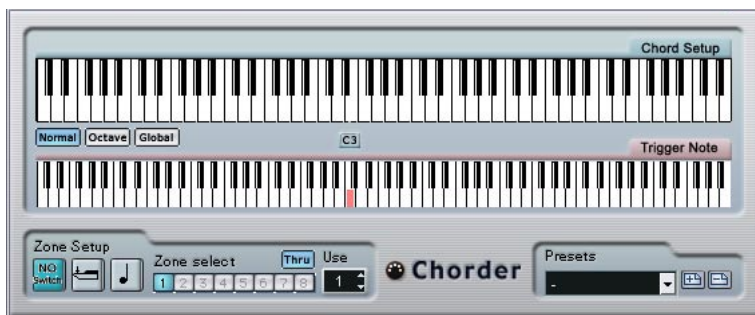 Chord Setup
Normal Octave Global
C3
Trigger Note
Zone Setup
NO Switch
Zone select Thru Use
1 2 3 4 5 6 7 8 1
Chorder
Presets
-